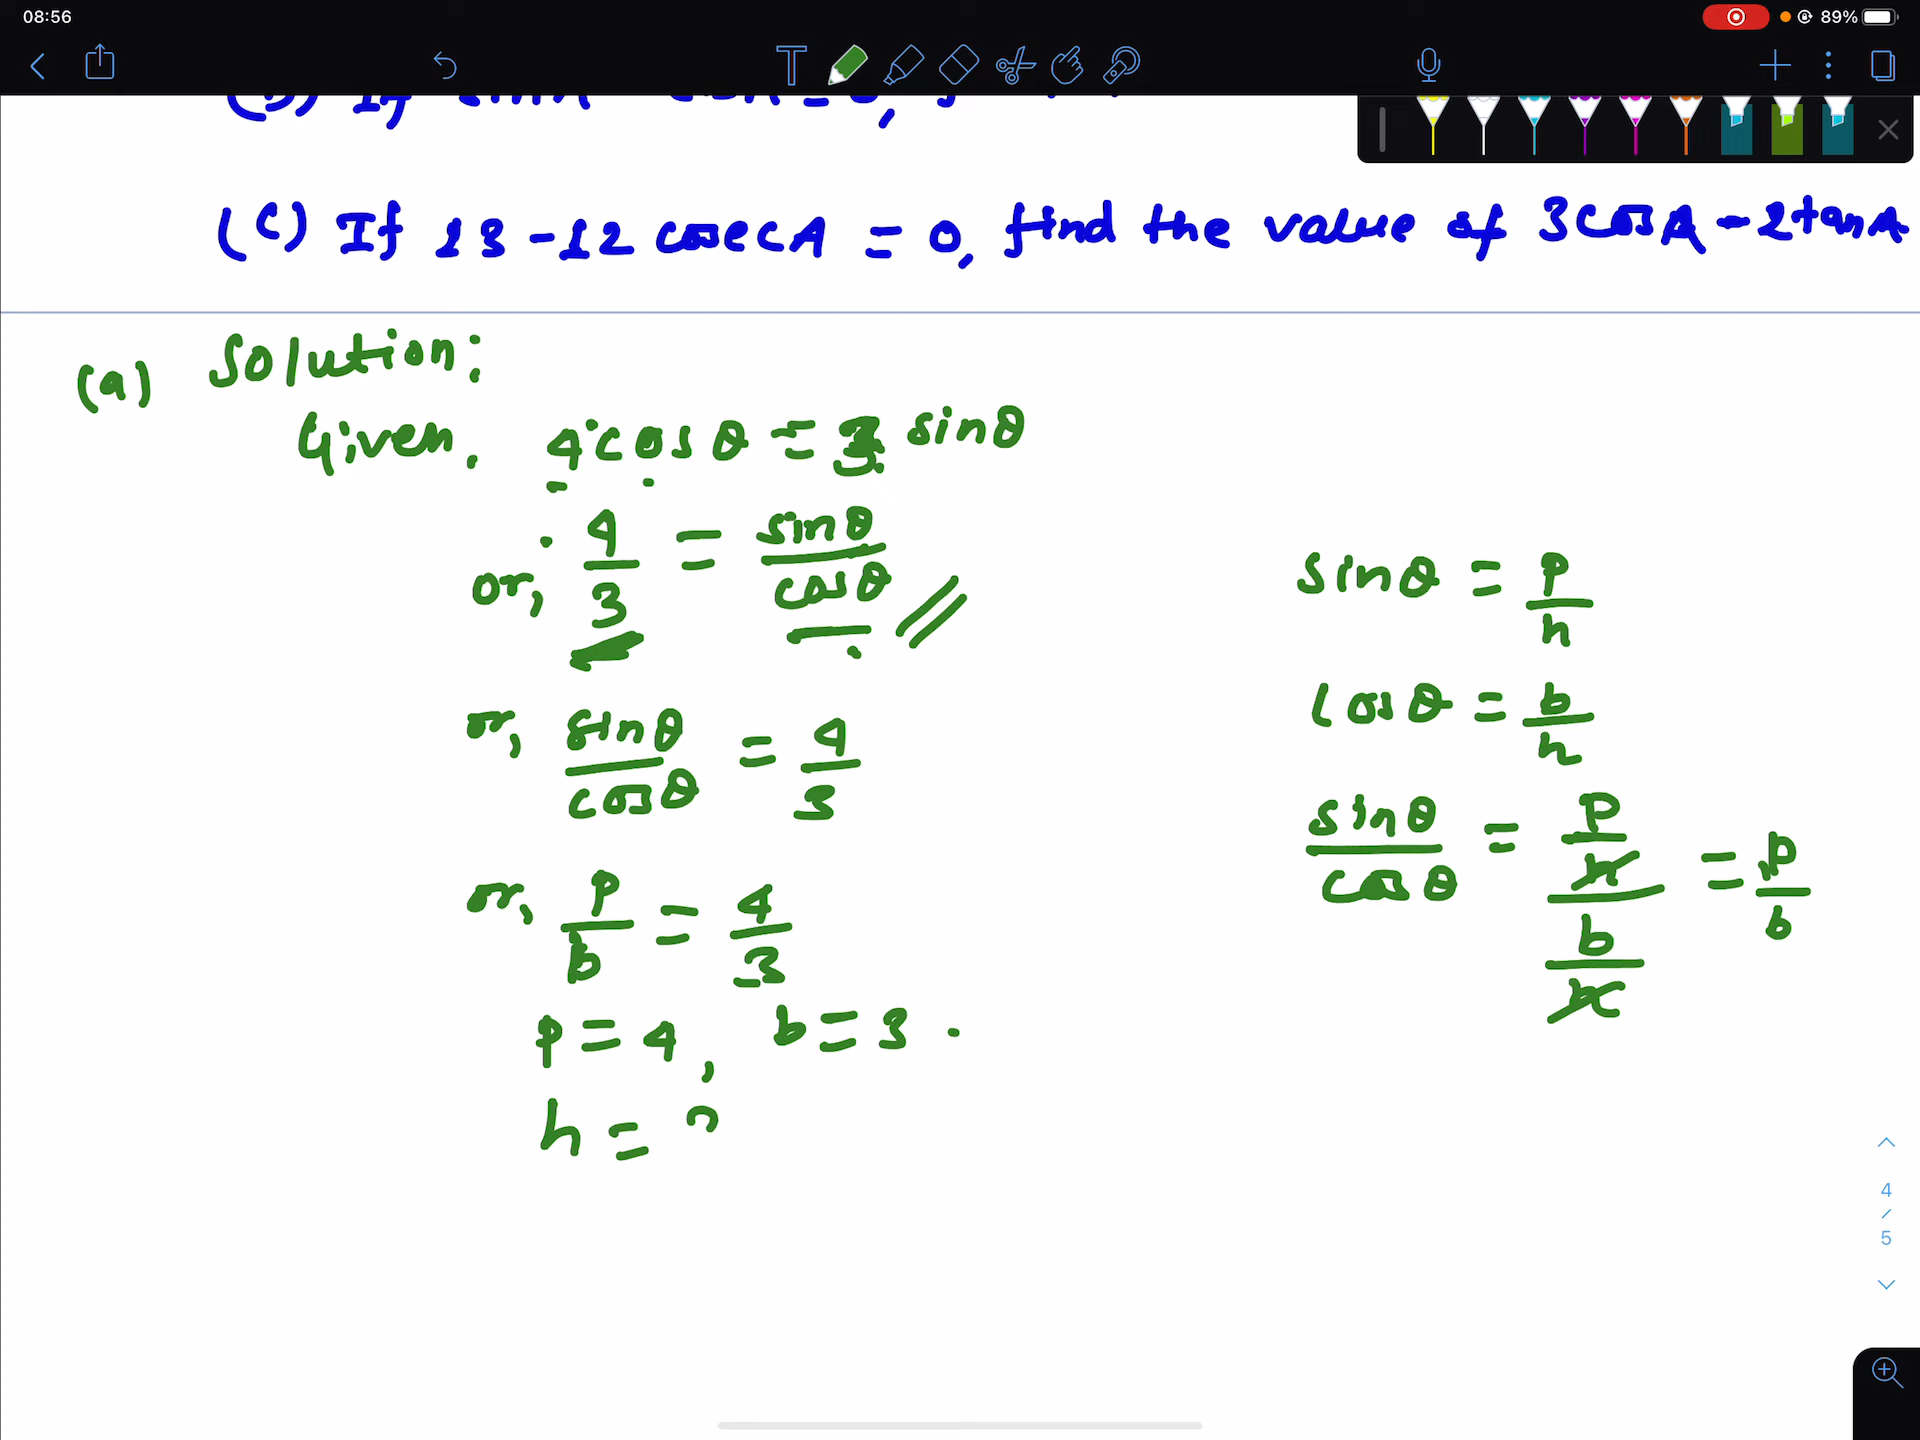 08:56
89%
(C) If 13 - 12 cosecA = 0, find the value of 3cosA - 2tanA.
(a) Solution:
Given, 4cosθ = 3 sinθ
or, 4/3 = sinθ/cosθ
or, sinθ/cosθ = 4/3
or, p/b = 4/3
p = 4, b = 3.
h = ?
sinθ = p/h
cosθ = b/h
sinθ/cosθ = (p/h)/(b/h) = p/b
4
/
5